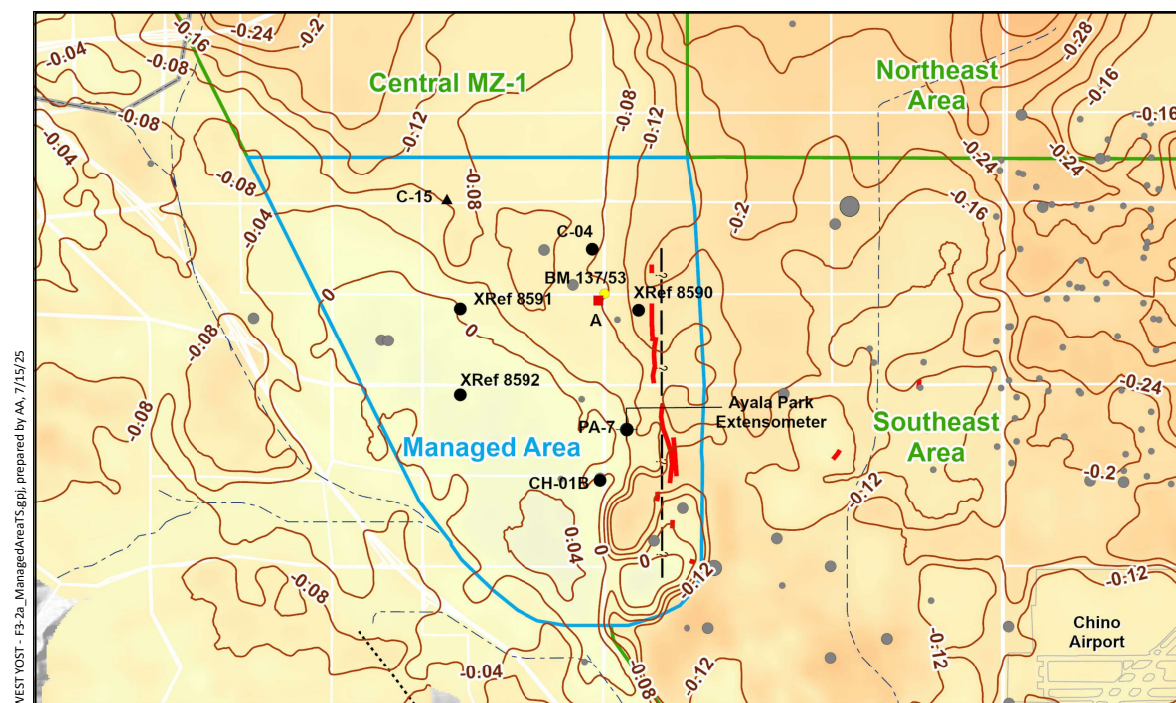 -0.04
-0.16
-0.24
-0.2
-0.28
-0.08
Central MZ-1
-0.08
Northeast
Area
-0.16
-0.08
-0.12
-0.12
-0.16
-0.04
-0.24
-0.24
-0.08
-0.08
C-15
-0.2
-0.16
-0.04
C-04
BM 137/53
0
XRef 8591
XRef 8590
A
0
-0.08
XRef 8592
-0.24
Ayala Park
Extensometer
-0.08
PA-7
Managed Area
Southeast
Area
-0.2
CH-01B
-0.12
0.04
0
0
-0.08
-0.12
-0.12
Chino
Airport
-0.04
-0.08
-0.12
-0.12
WEST YOST - F3-2a_ManagedAreaTS.gpj, prepared by AA, 7/15/25